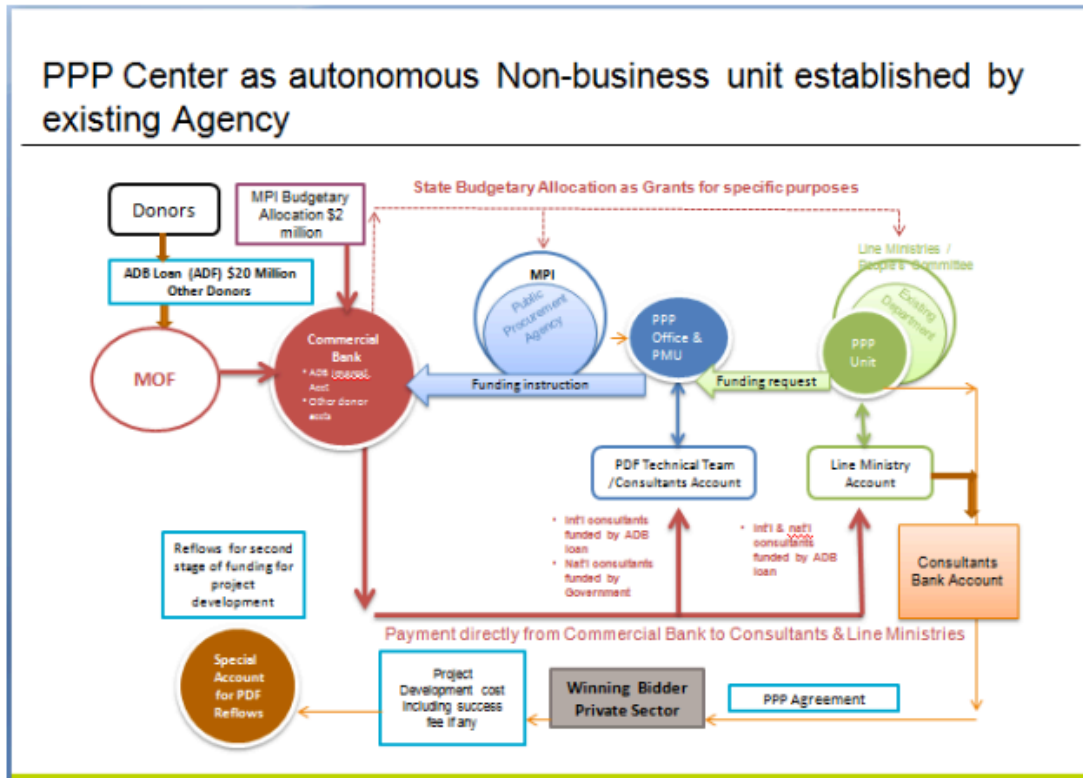 PPP Center as autonomous Non-business unit established by
existing Agency
Donors
MPI Budgetary
Allocation $2
million
State Budgetary Allocation as Grants for specific purposes
ADB Loan (ADF) $20 Million
Other Donors
MOF
Commercial
Bank
• ADB
Acct
• Other donor
accts
MPI
Public
Procurement
Agency
PPP
Office &
PMU
Line Ministries /
People's Committee
Existing
Department
PPP
Unit
Funding instruction
Funding request
PDF Technical Team
/Consultants Account
Line Ministry
Account
• Int'l consultants
funded by ADB
loan
• Nat'l consultants
funded by
Government
• Int'l & nat'l
consultants
funded by ADB
loan
Consultants
Bank Account
Reflows for second
stage of funding for
project
development
Payment directly from Commercial Bank to Consultants & Line Ministries
Special
Account
for PDF
Reflows
Project
Development cost
including success
fee if any
Winning Bidder
Private Sector
PPP Agreement